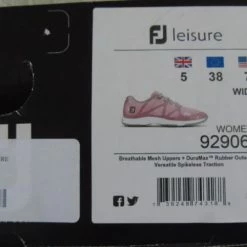 FJ leisure
5 38 7
WID
WOME
92906
Breathable Mesh Uppers + DuraMax™ Rubber Outs
Versatile Spikeless Traction